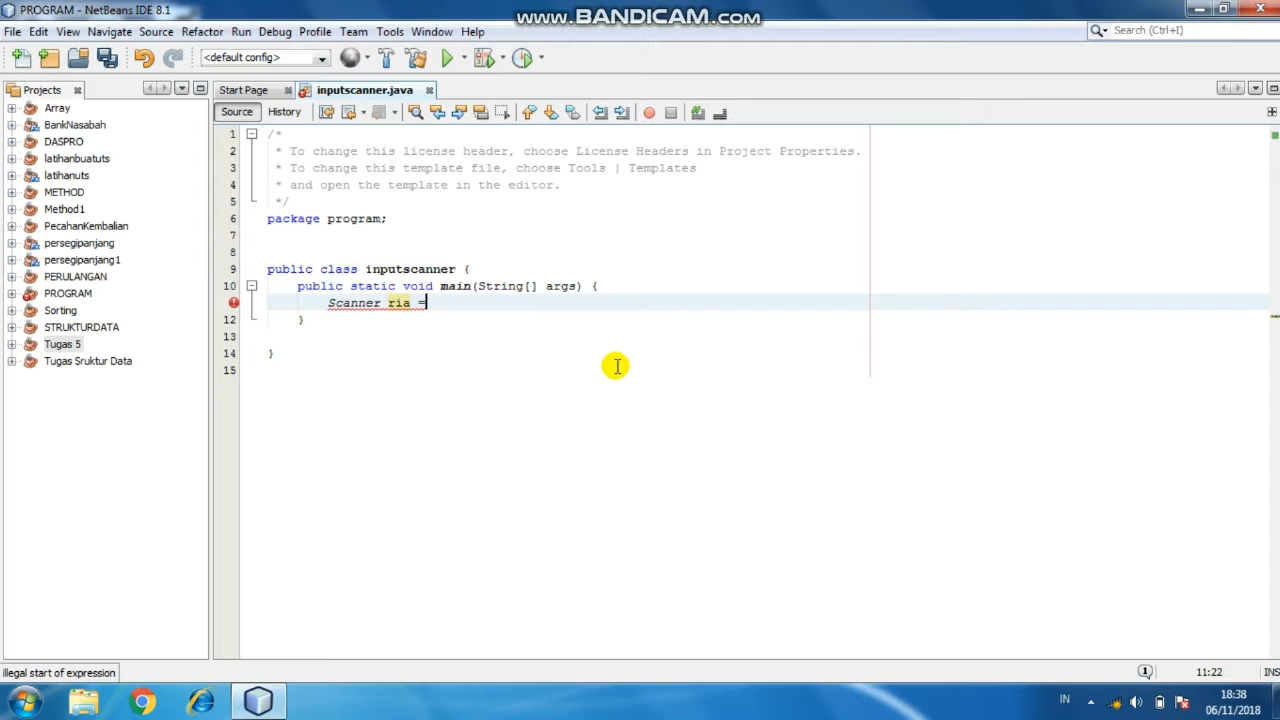 PROGRAM - NetBeans IDE 8.1
www.BANDICAM.com
File Edit View Navigate Source Refactor Run Debug Profile Team Tools Window Help
Search (Ctrl+I)
<default config>
Projects
Start Page
inputscanner.java
Source
History
Array
BankNasabah
DASPRO
latihanbuatuts
latihanuts
METHOD
Method1
PecahanKembalian
persegipanjang
persegipanjang1
PERULANGAN
PROGRAM
Sorting
STRUKTURDATA
Tugas 5
Tugas Sruktur Data
1 /*
2 * To change this license header, choose License Headers in Project Properties.
3 * To change this template file, choose Tools | Templates
4 * and open the template in the editor.
5 */
6 package program;
7
8
9 public class inputscanner {
10 public static void main(String[] args) {
Scanner ria =
12 }
13
14 }
15
illegal start of expression
1
11:22
INS
IN
18:38
06/11/2018